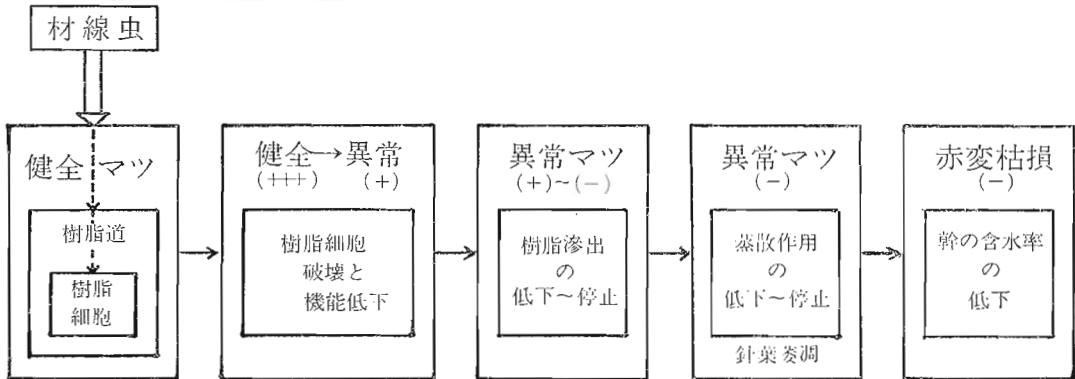 材線虫
健全マツ
樹脂道
樹脂
細胞
健全→異常
(+++) (+)
樹脂細胞
破壊と
機能低下
異常マツ
(+)~(-)
樹脂滲出
の
低下~停止
異常マツ
(-)
蒸散作用
の
低下~停止
針葉萎凋
赤変枯損
(-)
幹の含水率
の
低下